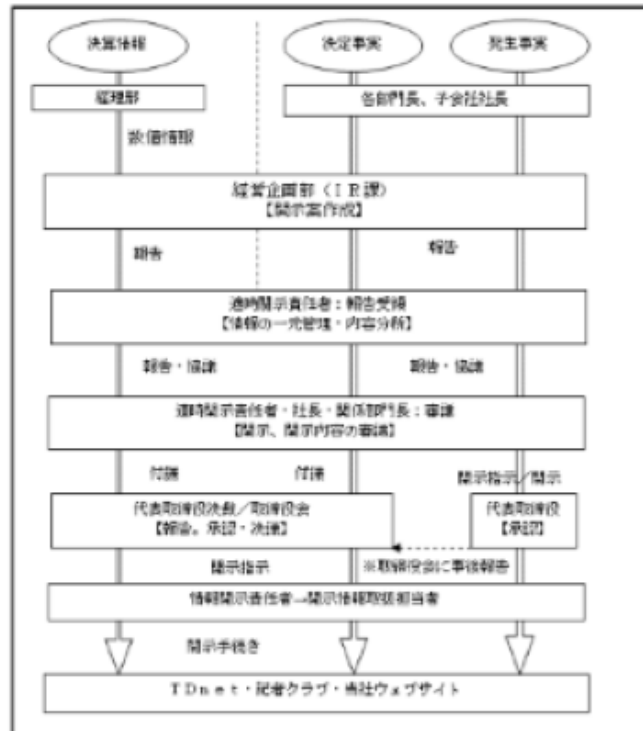 決算情報 決定事実 発生事実
経理部 各部門長、子会社社長
数値情報
経営企画部（ＩＲ課）
【開示案作成】
報告 報告
適時開示責任者：報告受領
【情報の一元管理・内容分析】
報告・協議 報告・協議
適時開示責任者・社長・関係部門長：審議
【開示、開示内容の審議】
付議 付議 開示指示／開示
代表取締役決裁／取締役会 代表取締役
【報告。承認・決議】 【承認】
開示指示 ※取締役会に事後報告
情報開示責任者→開示情報取扱担当者
開示手続き
ＴＤｎｅｔ・記者クラブ・当社ウェブサイト